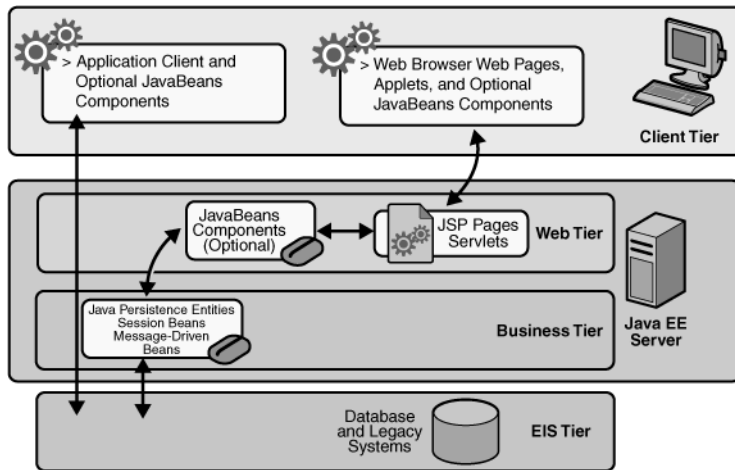 > Application Client and
Optional JavaBeans
Components
> Web Browser Web Pages,
Applets, and Optional
JavaBeans Components
Client Tier
JavaBeans
Components
(Optional)
JSP Pages
Servlets
Web Tier
Java Persistence Entities
Session Beans
Message-Driven
Beans
Business Tier
Java EE
Server
Database
and Legacy
Systems
EIS Tier